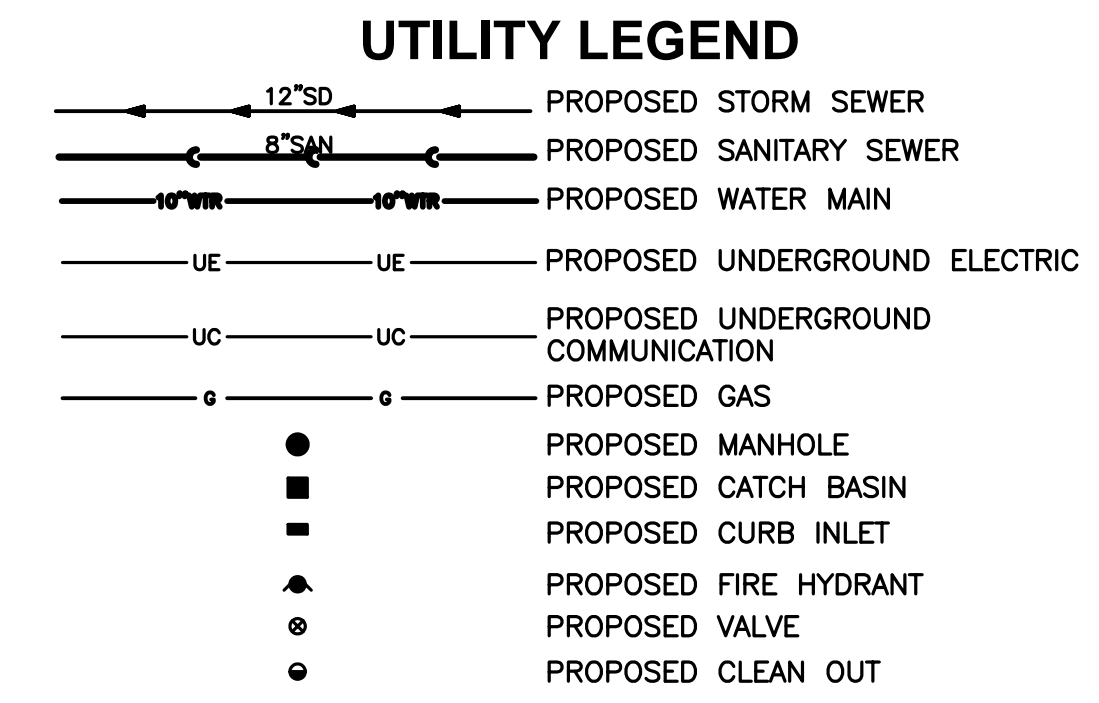 UTILITY LEGEND
12"SD PROPOSED STORM SEWER
8"SAN PROPOSED SANITARY SEWER
10"WTR 10"WTR PROPOSED WATER MAIN
UE UE PROPOSED UNDERGROUND ELECTRIC
UC UC PROPOSED UNDERGROUND
COMMUNICATION
G G PROPOSED GAS
PROPOSED MANHOLE
PROPOSED CATCH BASIN
PROPOSED CURB INLET
PROPOSED FIRE HYDRANT
PROPOSED VALVE
PROPOSED CLEAN OUT